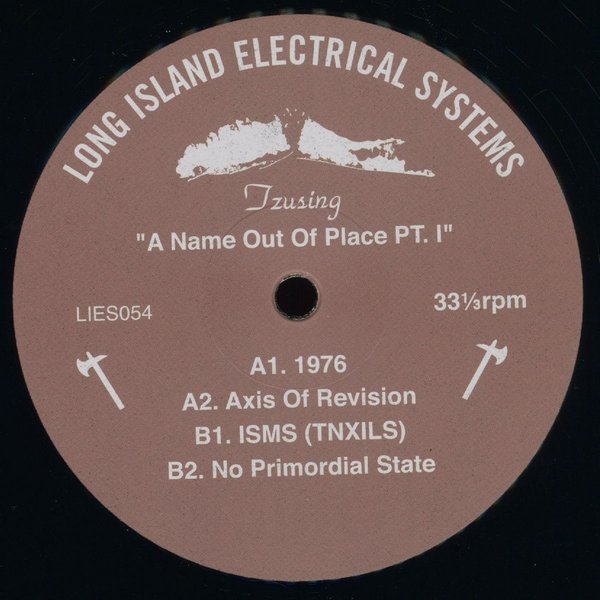 LONG ISLAND ELECTRICAL SYSTEMS
Tzusing
"A Name Out Of Place PT. I"
LIES054
33⅓rpm
A1. 1976
A2. Axis Of Revision
B1. ISMS (TNXILS)
B2. No Primordial State